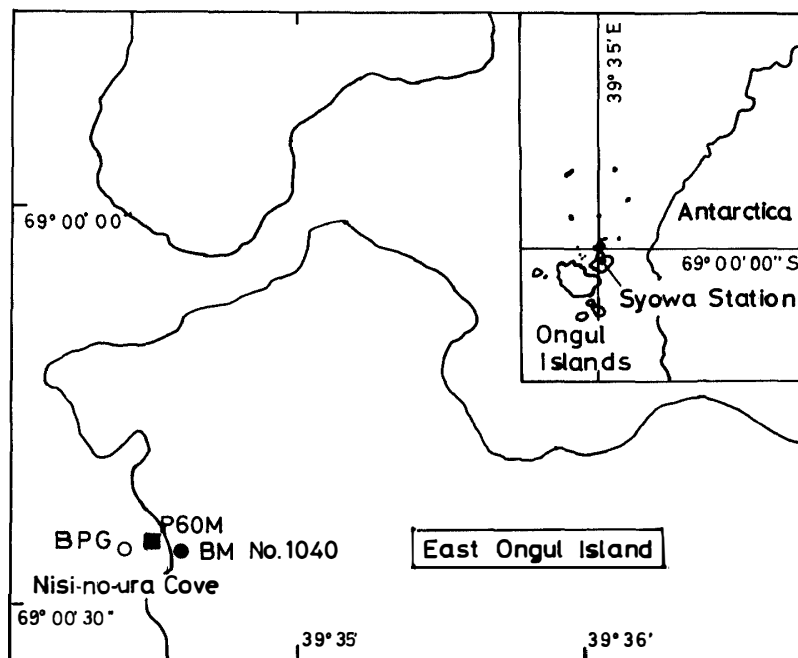 39° 35' E
69° 00' 00"
Antarctica
69° 00' 00" S
Syowa Station
Ongul
Islands
P60M
BPG
BM No.1040
East Ongul Island
Nisi-no-ura Cove
69° 00' 30"
39° 35'
39° 36'